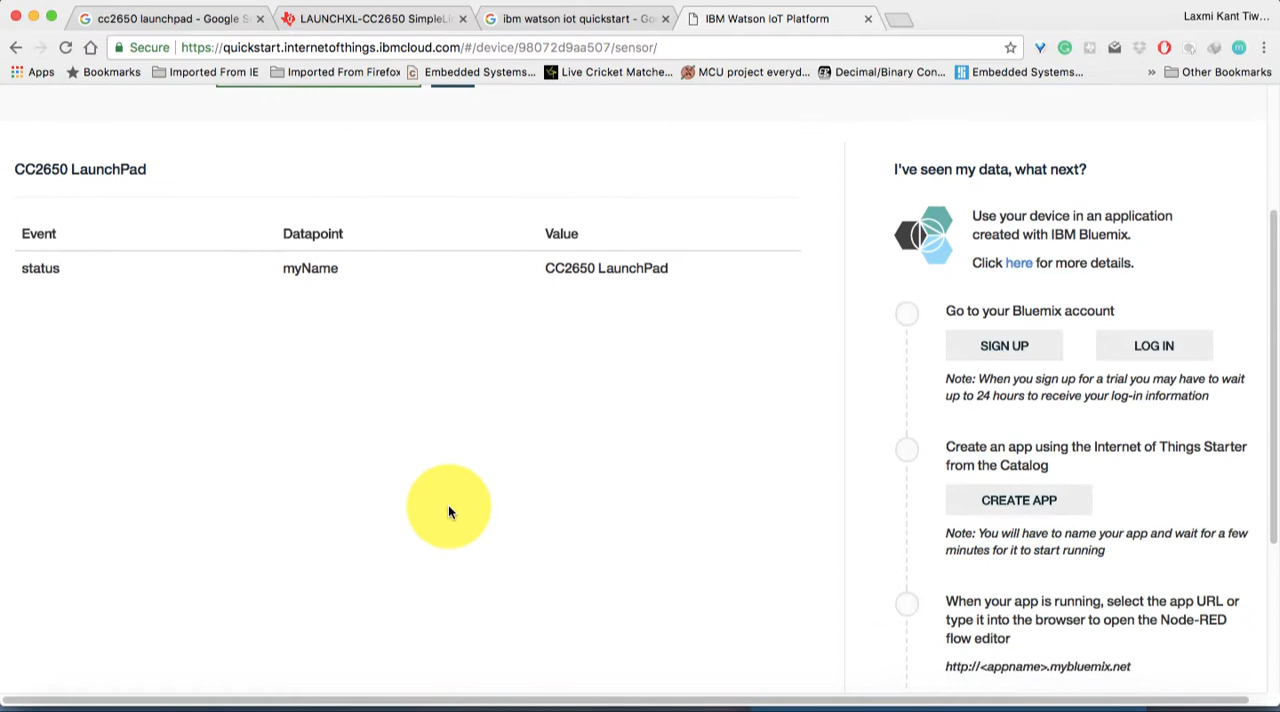 cc2650 launchpad - Google S
LAUNCHXL-CC2650 SimpleLi
ibm watson iot quickstart - Go
IBM Watson IoT Platform
Laxmi Kant Tiw...
Secure
https://quickstart.internetofthings.ibmcloud.com/#/device/98072d9aa507/sensor/
Apps
Bookmarks
Imported From IE
Imported From Firefox
Embedded Systems...
Live Cricket Matche...
MCU project everyd...
Decimal/Binary Con...
Embedded Systems...
»
Other Bookmarks
CC2650 LaunchPad
Event Datapoint Value
status myName CC2650 LaunchPad
I've seen my data, what next?
Use your device in an application
created with IBM Bluemix.
Click here for more details.
Go to your Bluemix account
SIGN UP LOG IN
Note: When you sign up for a trial you may have to wait
up to 24 hours to receive your log-in information
Create an app using the Internet of Things Starter
from the Catalog
CREATE APP
Note: You will have to name your app and wait for a few
minutes for it to start running
When your app is running, select the app URL or
type it into the browser to open the Node-RED
flow editor
http://<appname>.mybluemix.net